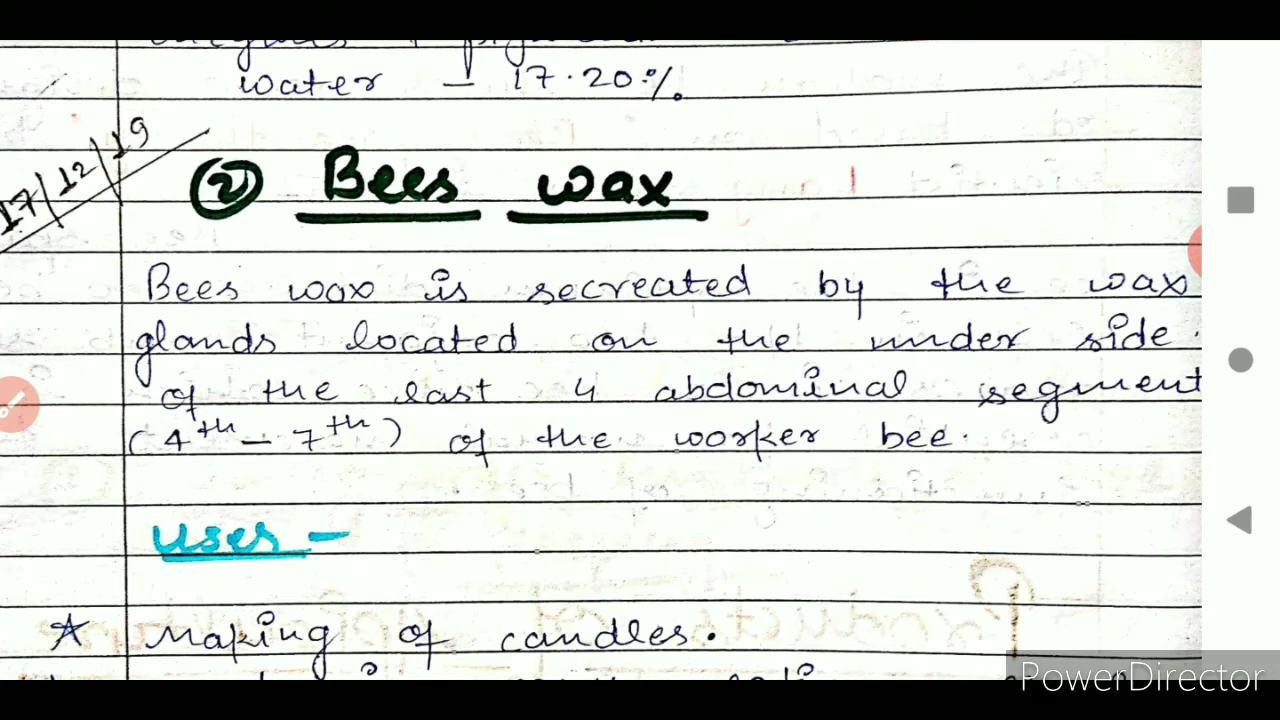 water - 17.20%
17/12/19
② Bees wax
Bees wax is secreated by the wax
glands located on the under side.
of the last 4 abdominal segment
(4th - 7th) of the worker bee.
Uses -
☆ Making of candles.
PowerDirector